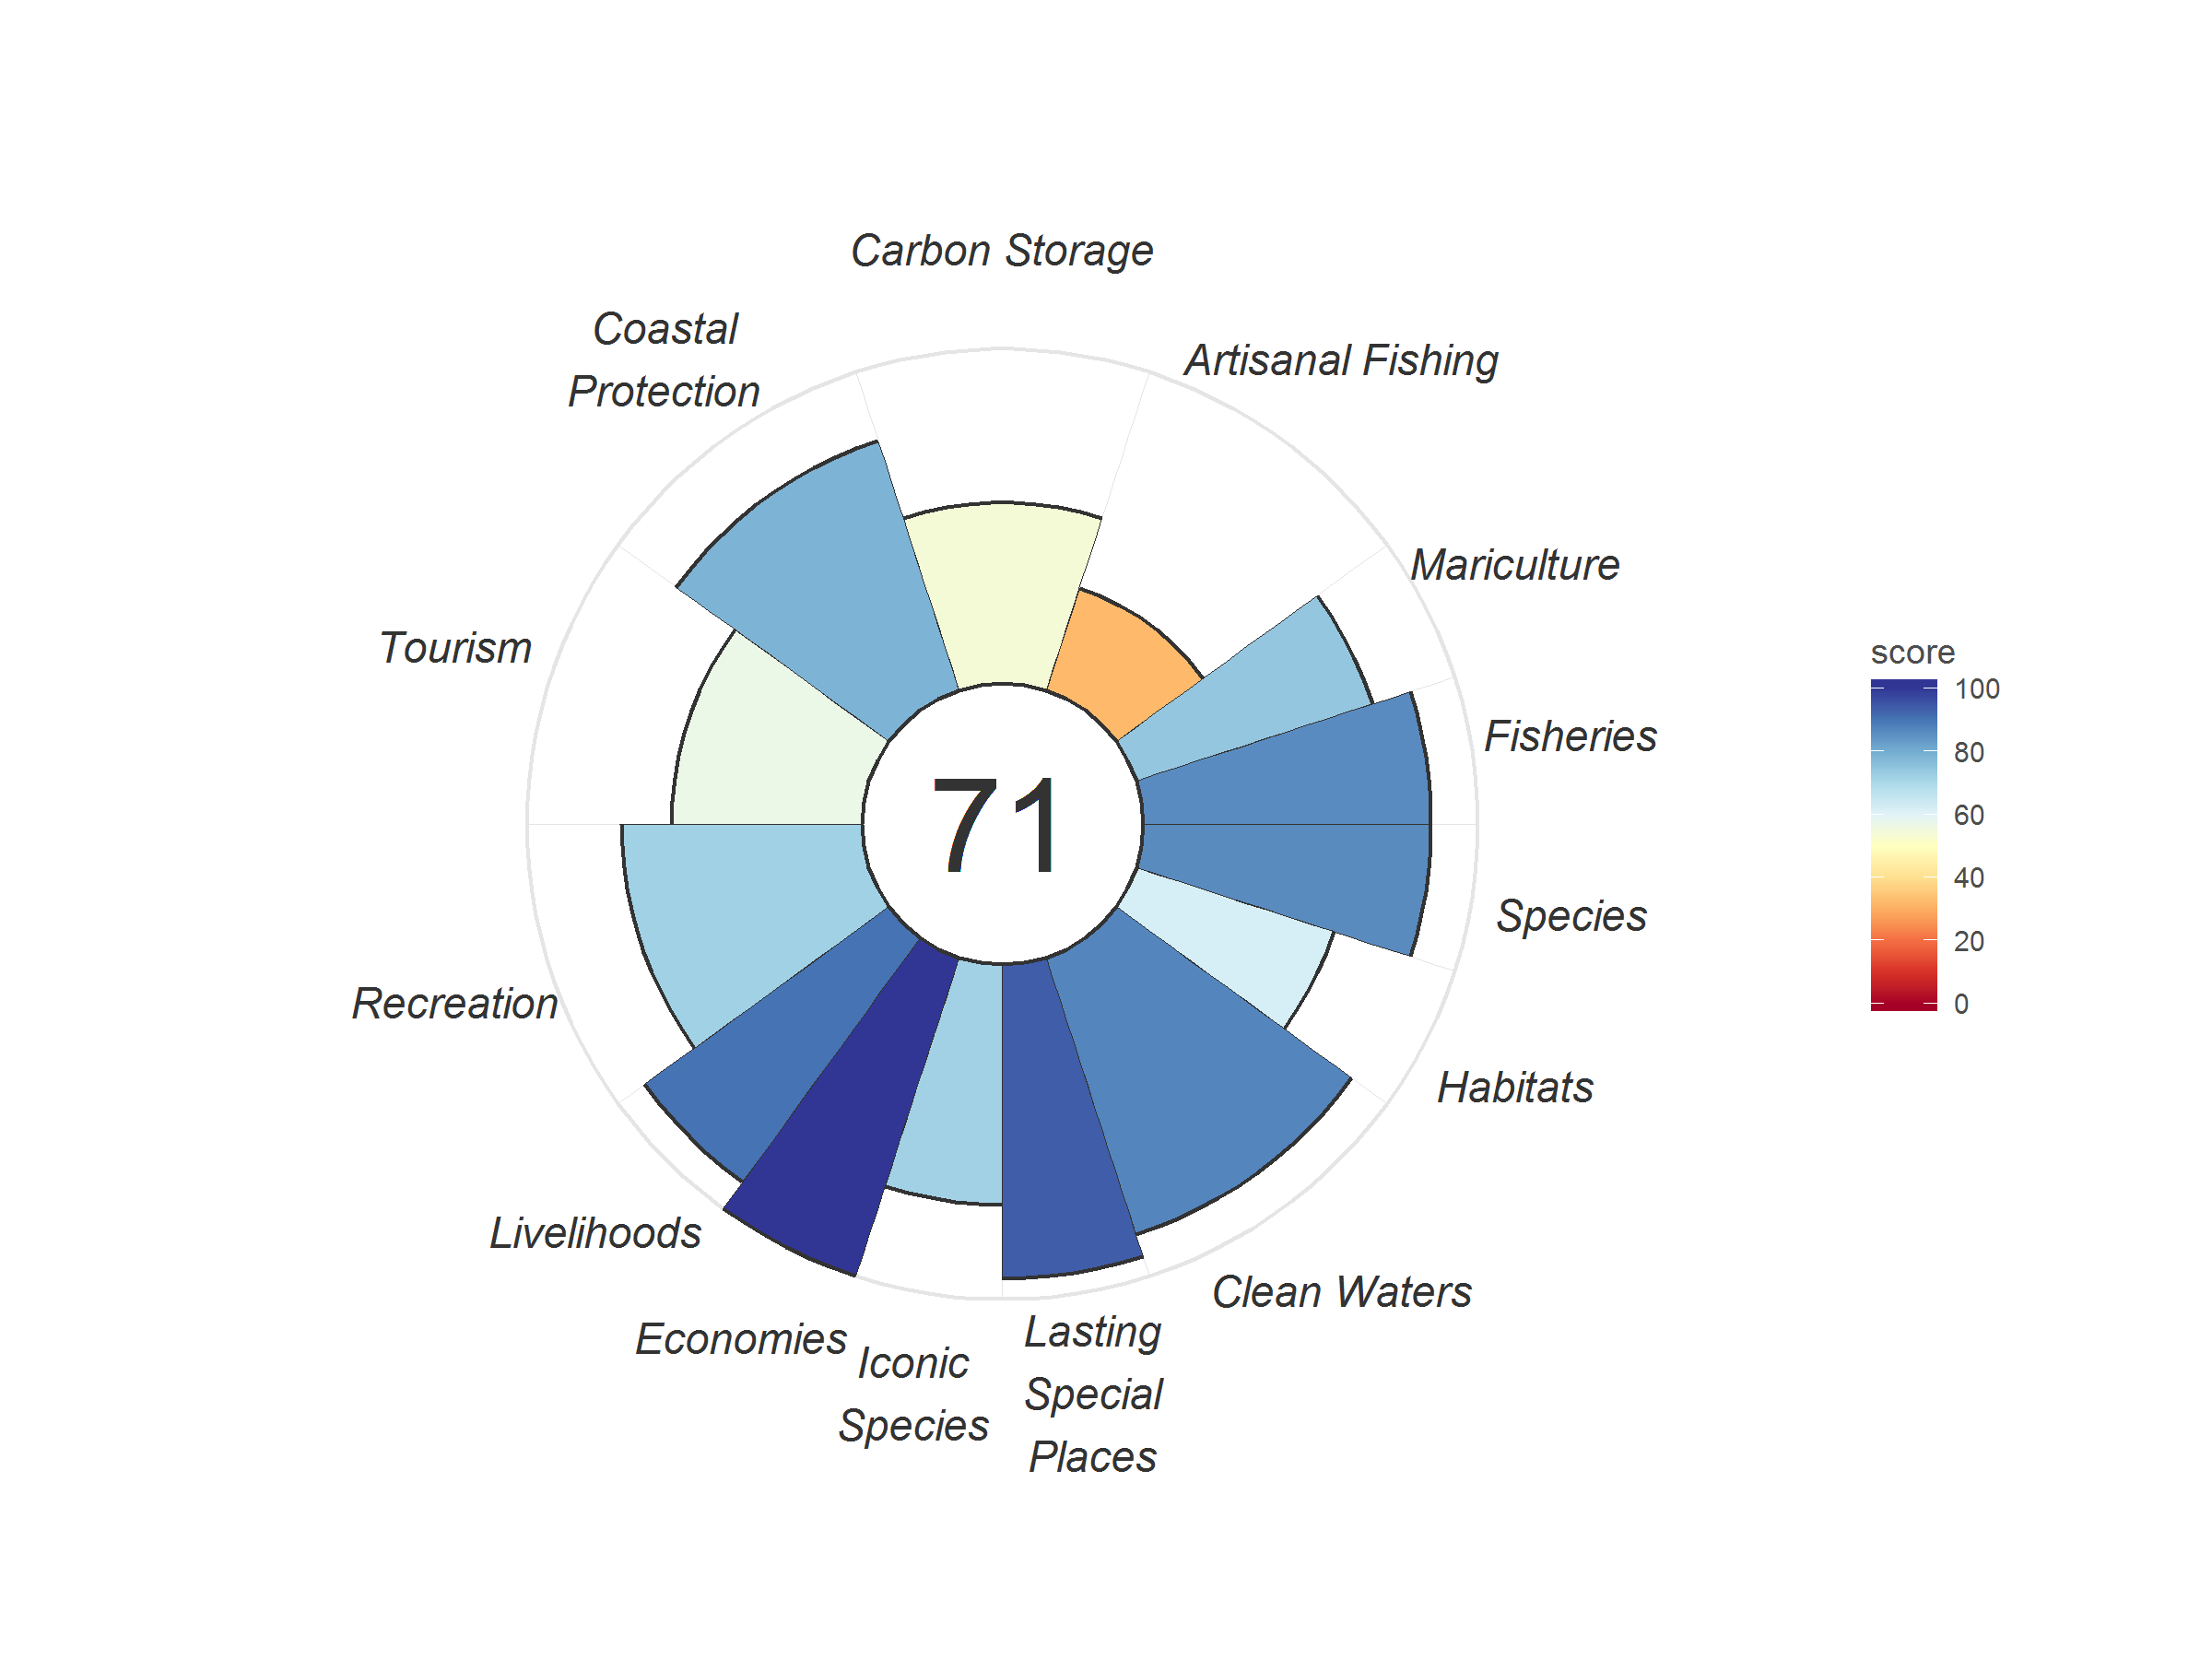 Carbon Storage
Coastal
Protection
Artisanal Fishing
Mariculture
Tourism
Fisheries
71
Species
Recreation
Habitats
Livelihoods
Clean Waters
Economies
Iconic
Species
Lasting
Special
Places
score
100
80
60
40
20
0